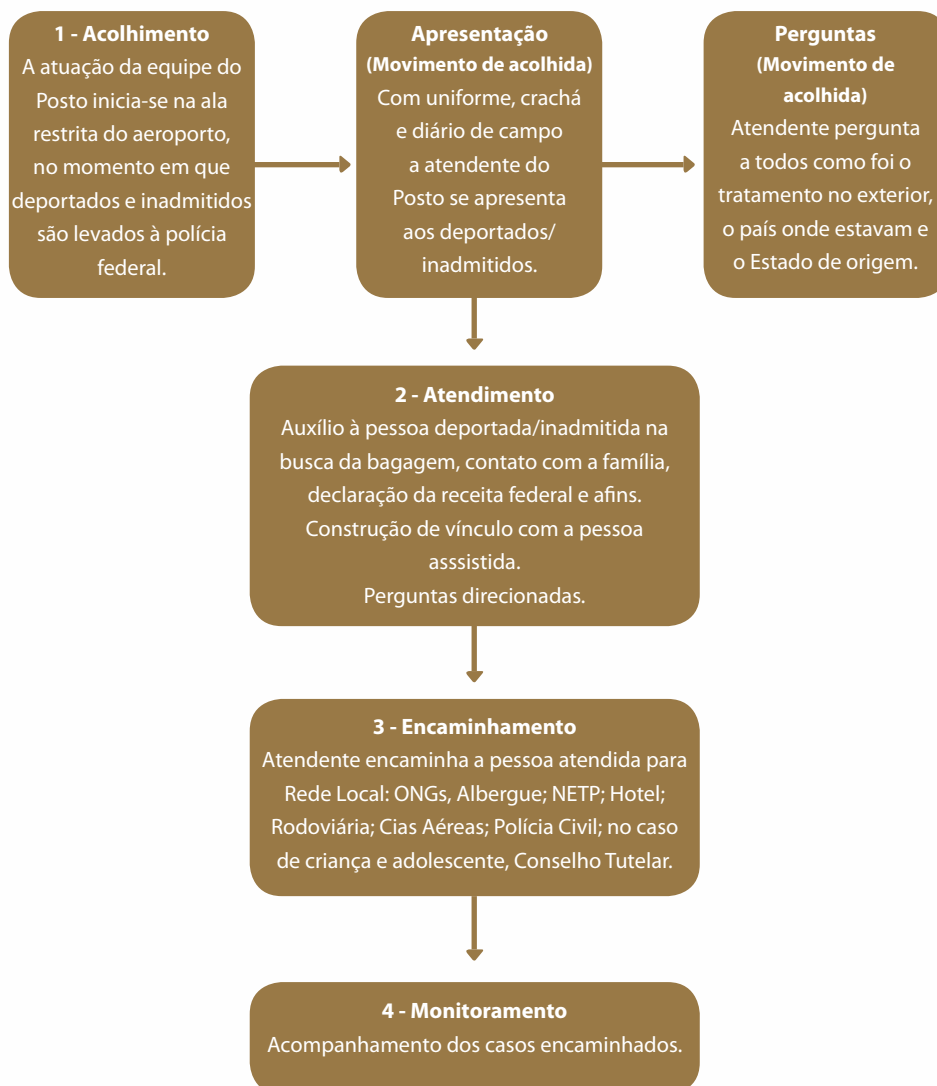 1 - Acolhimento
A atuação da equipe do
Posto inicia-se na ala
restrita do aeroporto,
no momento em que
deportados e inadmitidos
são levados à polícia
federal.
Apresentação
(Movimento de acolhida)
Com uniforme, crachá
e diário de campo
a atendente do
Posto se apresenta
aos deportados/
inadmitidos.
Perguntas
(Movimento de
acolhida)
Atendente pergunta
a todos como foi o
tratamento no exterior,
o país onde estavam e
o Estado de origem.
2 - Atendimento
Auxílio à pessoa deportada/inadmitida na
busca da bagagem, contato com a família,
declaração da receita federal e afins.
Construção de vínculo com a pessoa
asssistida.
Perguntas direcionadas.
3 - Encaminhamento
Atendente encaminha a pessoa atendida para
Rede Local: ONGs, Albergue; NETP; Hotel;
Rodoviária; Cias Aéreas; Polícia Civil; no caso
de criança e adolescente, Conselho Tutelar.
4 - Monitoramento
Acompanhamento dos casos encaminhados.